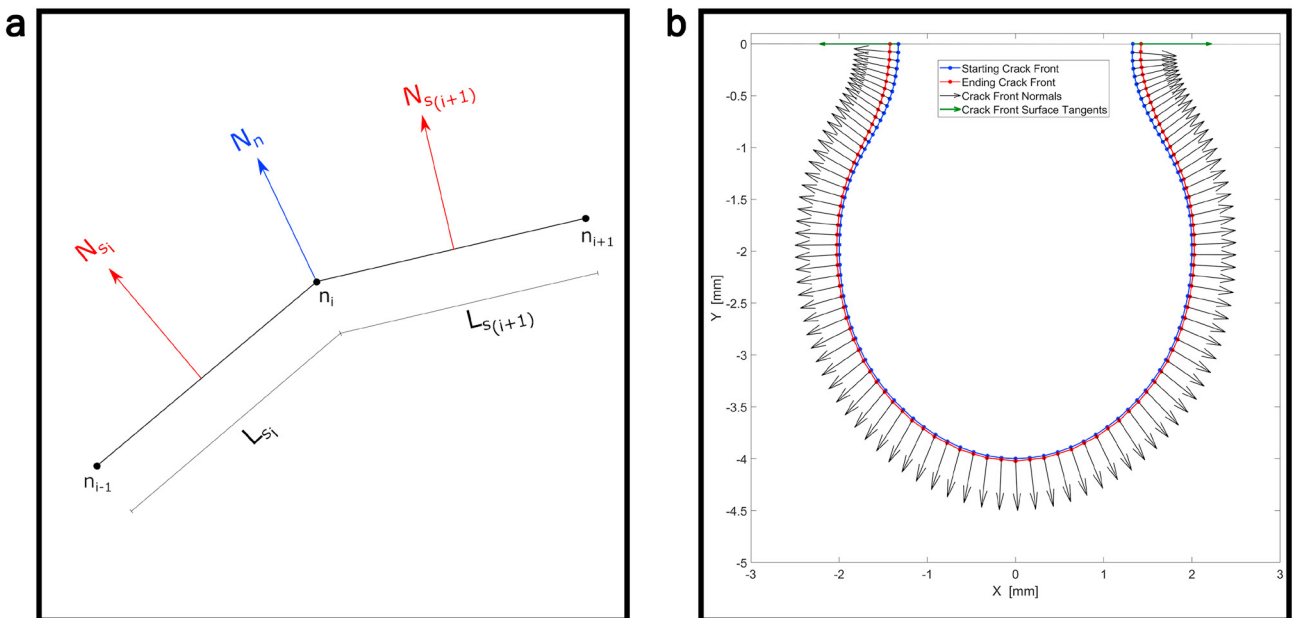 a
N_s(i+1)
N_n
N_si
n_i+1
n_i
L_s(i+1)
L_si
n_i-1
b
Starting Crack Front
Ending Crack Front
Crack Front Normals
Crack Front Surface Tangents
0
-0.5
-1
-1.5
-2
-2.5
-3
-3.5
-4
-4.5
-5
Y [mm]
-3 -2 -1 0 1 2 3
X [mm]